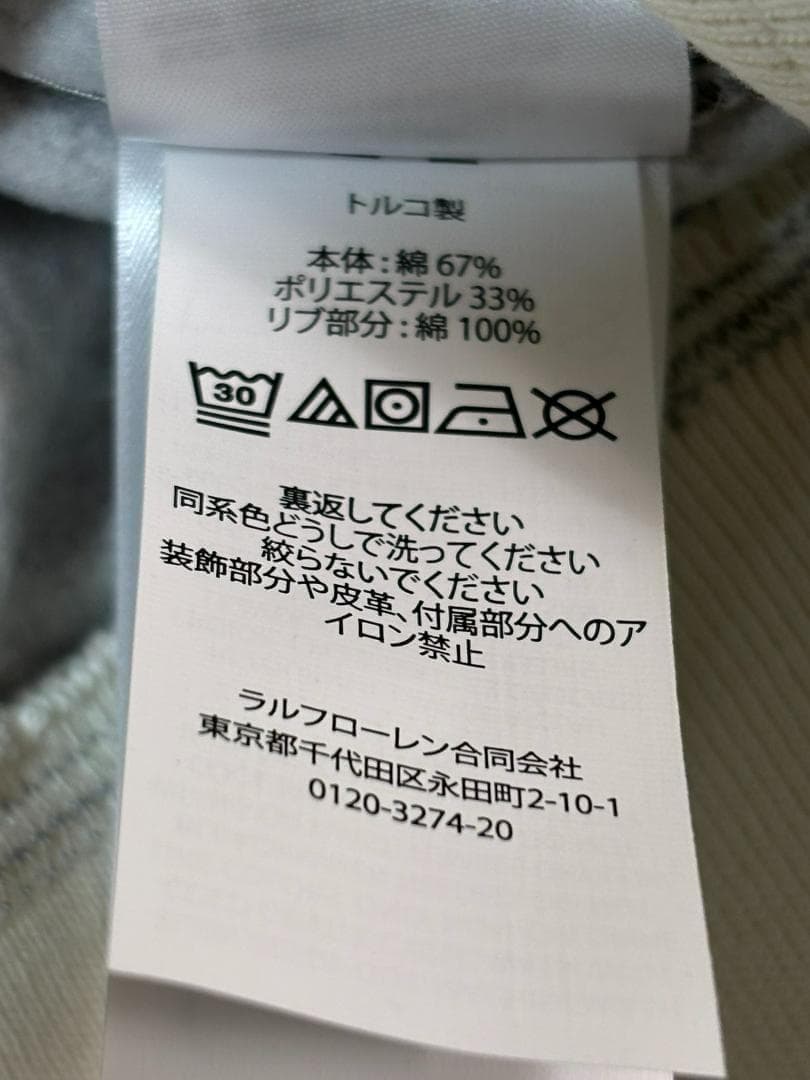 トルコ製
本体 : 綿 67%
ポリエステル 33%
リブ部分 : 綿 100%
30
裏返してください
同系色どうしで洗ってください
絞らないでください
装飾部分や皮革、付属部分へのア
イロン禁止
ラルフローレン合同会社
東京都千代田区永田町2-10-1
0120-3274-20